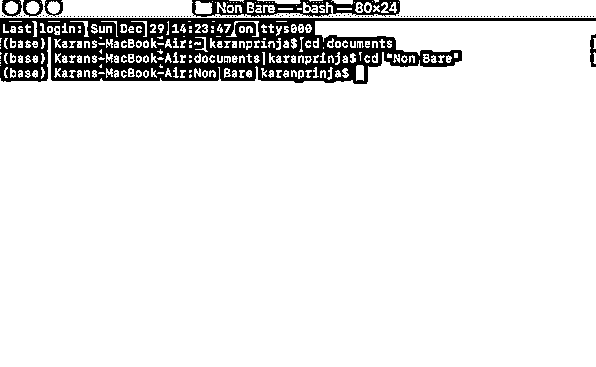 Non Bare — -bash — 80×24
Last login: Sun Dec 29 14:23:47 on ttys000
(base) Karans-MacBook-Air:~ karanprinja$ cd documents
(base) Karans-MacBook-Air:documents karanprinja$ cd "Non Bare"
(base) Karans-MacBook-Air:Non Bare karanprinja$